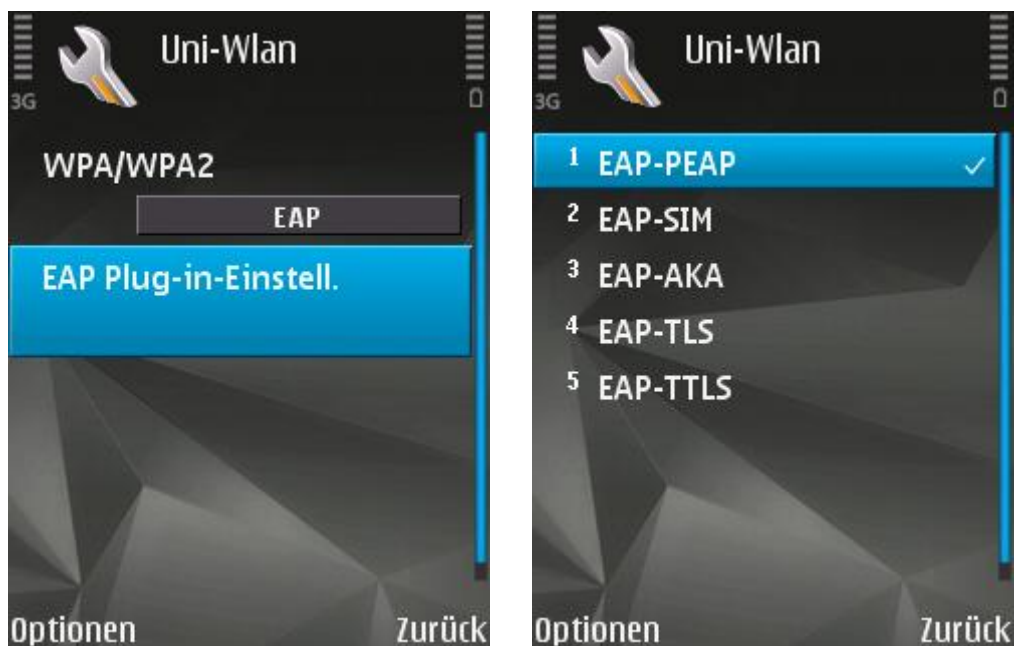 Uni-Wlan
3G
WPA/WPA2
EAP
EAP Plug-in-Einstell.
Optionen Zurück
Uni-Wlan
3G
1 EAP-PEAP
2 EAP-SIM
3 EAP-AKA
4 EAP-TLS
5 EAP-TTLS
Optionen Zurück